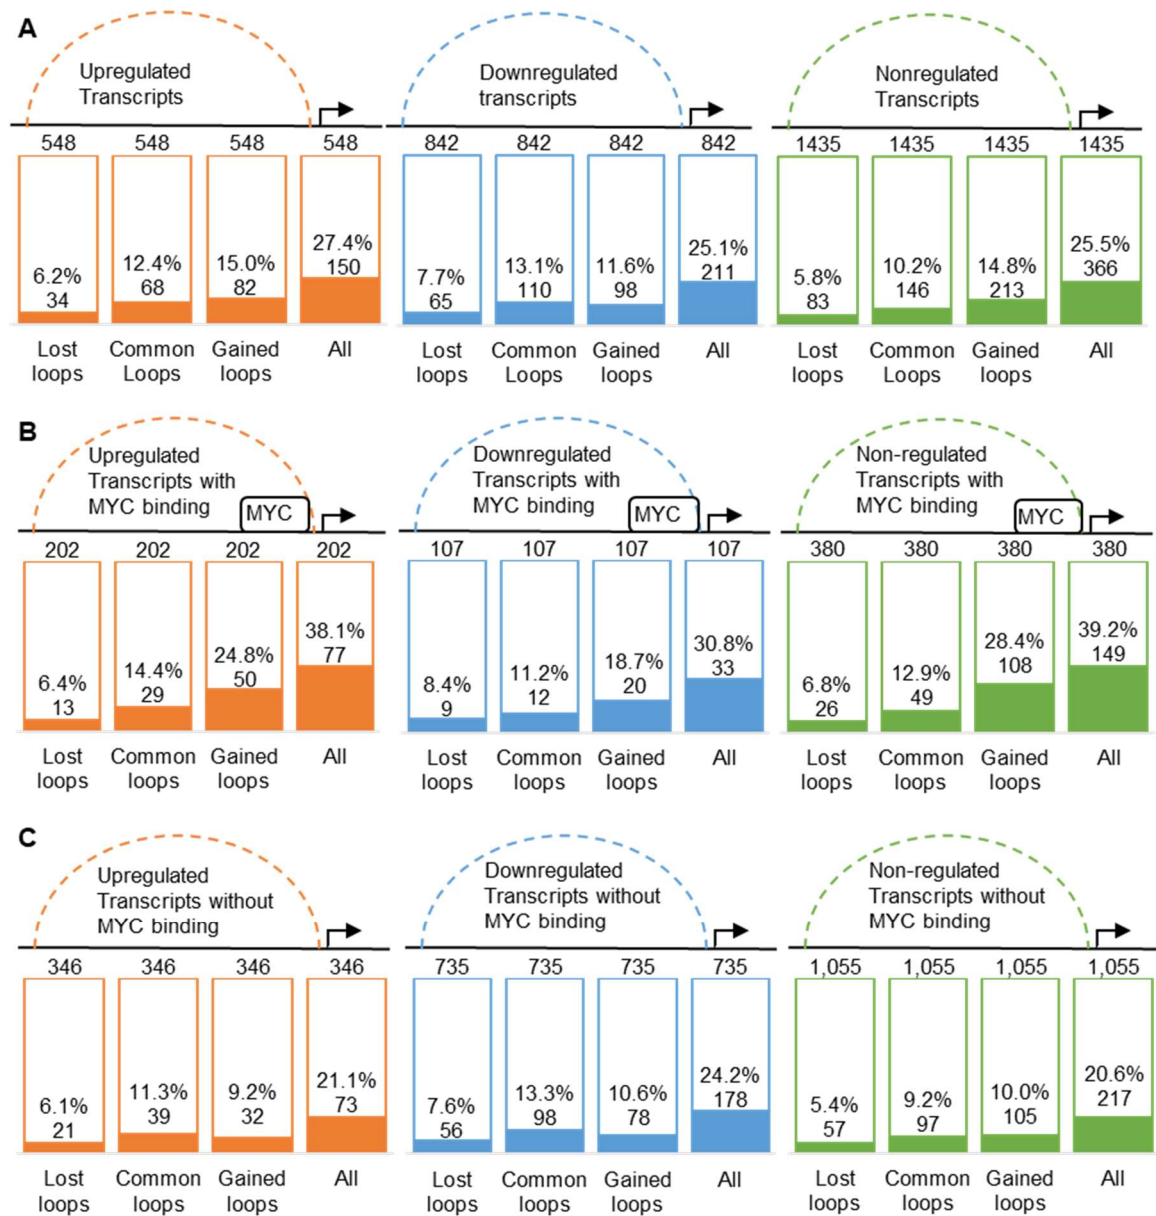 A
Upregulated
Transcripts
548 548 548 548
6.2%
34
12.4%
68
15.0%
82
27.4%
150
Lost
loops
Common
Loops
Gained
loops
All
Downregulated
transcripts
842 842 842 842
7.7%
65
13.1%
110
11.6%
98
25.1%
211
Lost
loops
Common
Loops
Gained
loops
All
Nonregulated
Transcripts
1435 1435 1435 1435
5.8%
83
10.2%
146
14.8%
213
25.5%
366
Lost
loops
Common
Loops
Gained
loops
All
B
Upregulated
Transcripts with
MYC binding
MYC
202 202 202 202
6.4%
13
14.4%
29
24.8%
50
38.1%
77
Lost
loops
Common
loops
Gained
loops
All
Downregulated
Transcripts with
MYC binding
MYC
107 107 107 107
8.4%
9
11.2%
12
18.7%
20
30.8%
33
Lost
loops
Common
loops
Gained
loops
All
Non-regulated
Transcripts with
MYC binding
MYC
380 380 380 380
6.8%
26
12.9%
49
28.4%
108
39.2%
149
Lost
loops
Common
loops
Gained
loops
All
C
Upregulated
Transcripts without
MYC binding
346 346 346 346
6.1%
21
11.3%
39
9.2%
32
21.1%
73
Lost
loops
Common
loops
Gained
loops
All
Downregulated
Transcripts without
MYC binding
735 735 735 735
7.6%
56
13.3%
98
10.6%
78
24.2%
178
Lost
loops
Common
loops
Gained
loops
All
Non-regulated
Transcripts without
MYC binding
1,055 1,055 1,055 1,055
5.4%
57
9.2%
97
10.0%
105
20.6%
217
Lost
loops
Common
loops
Gained
loops
All